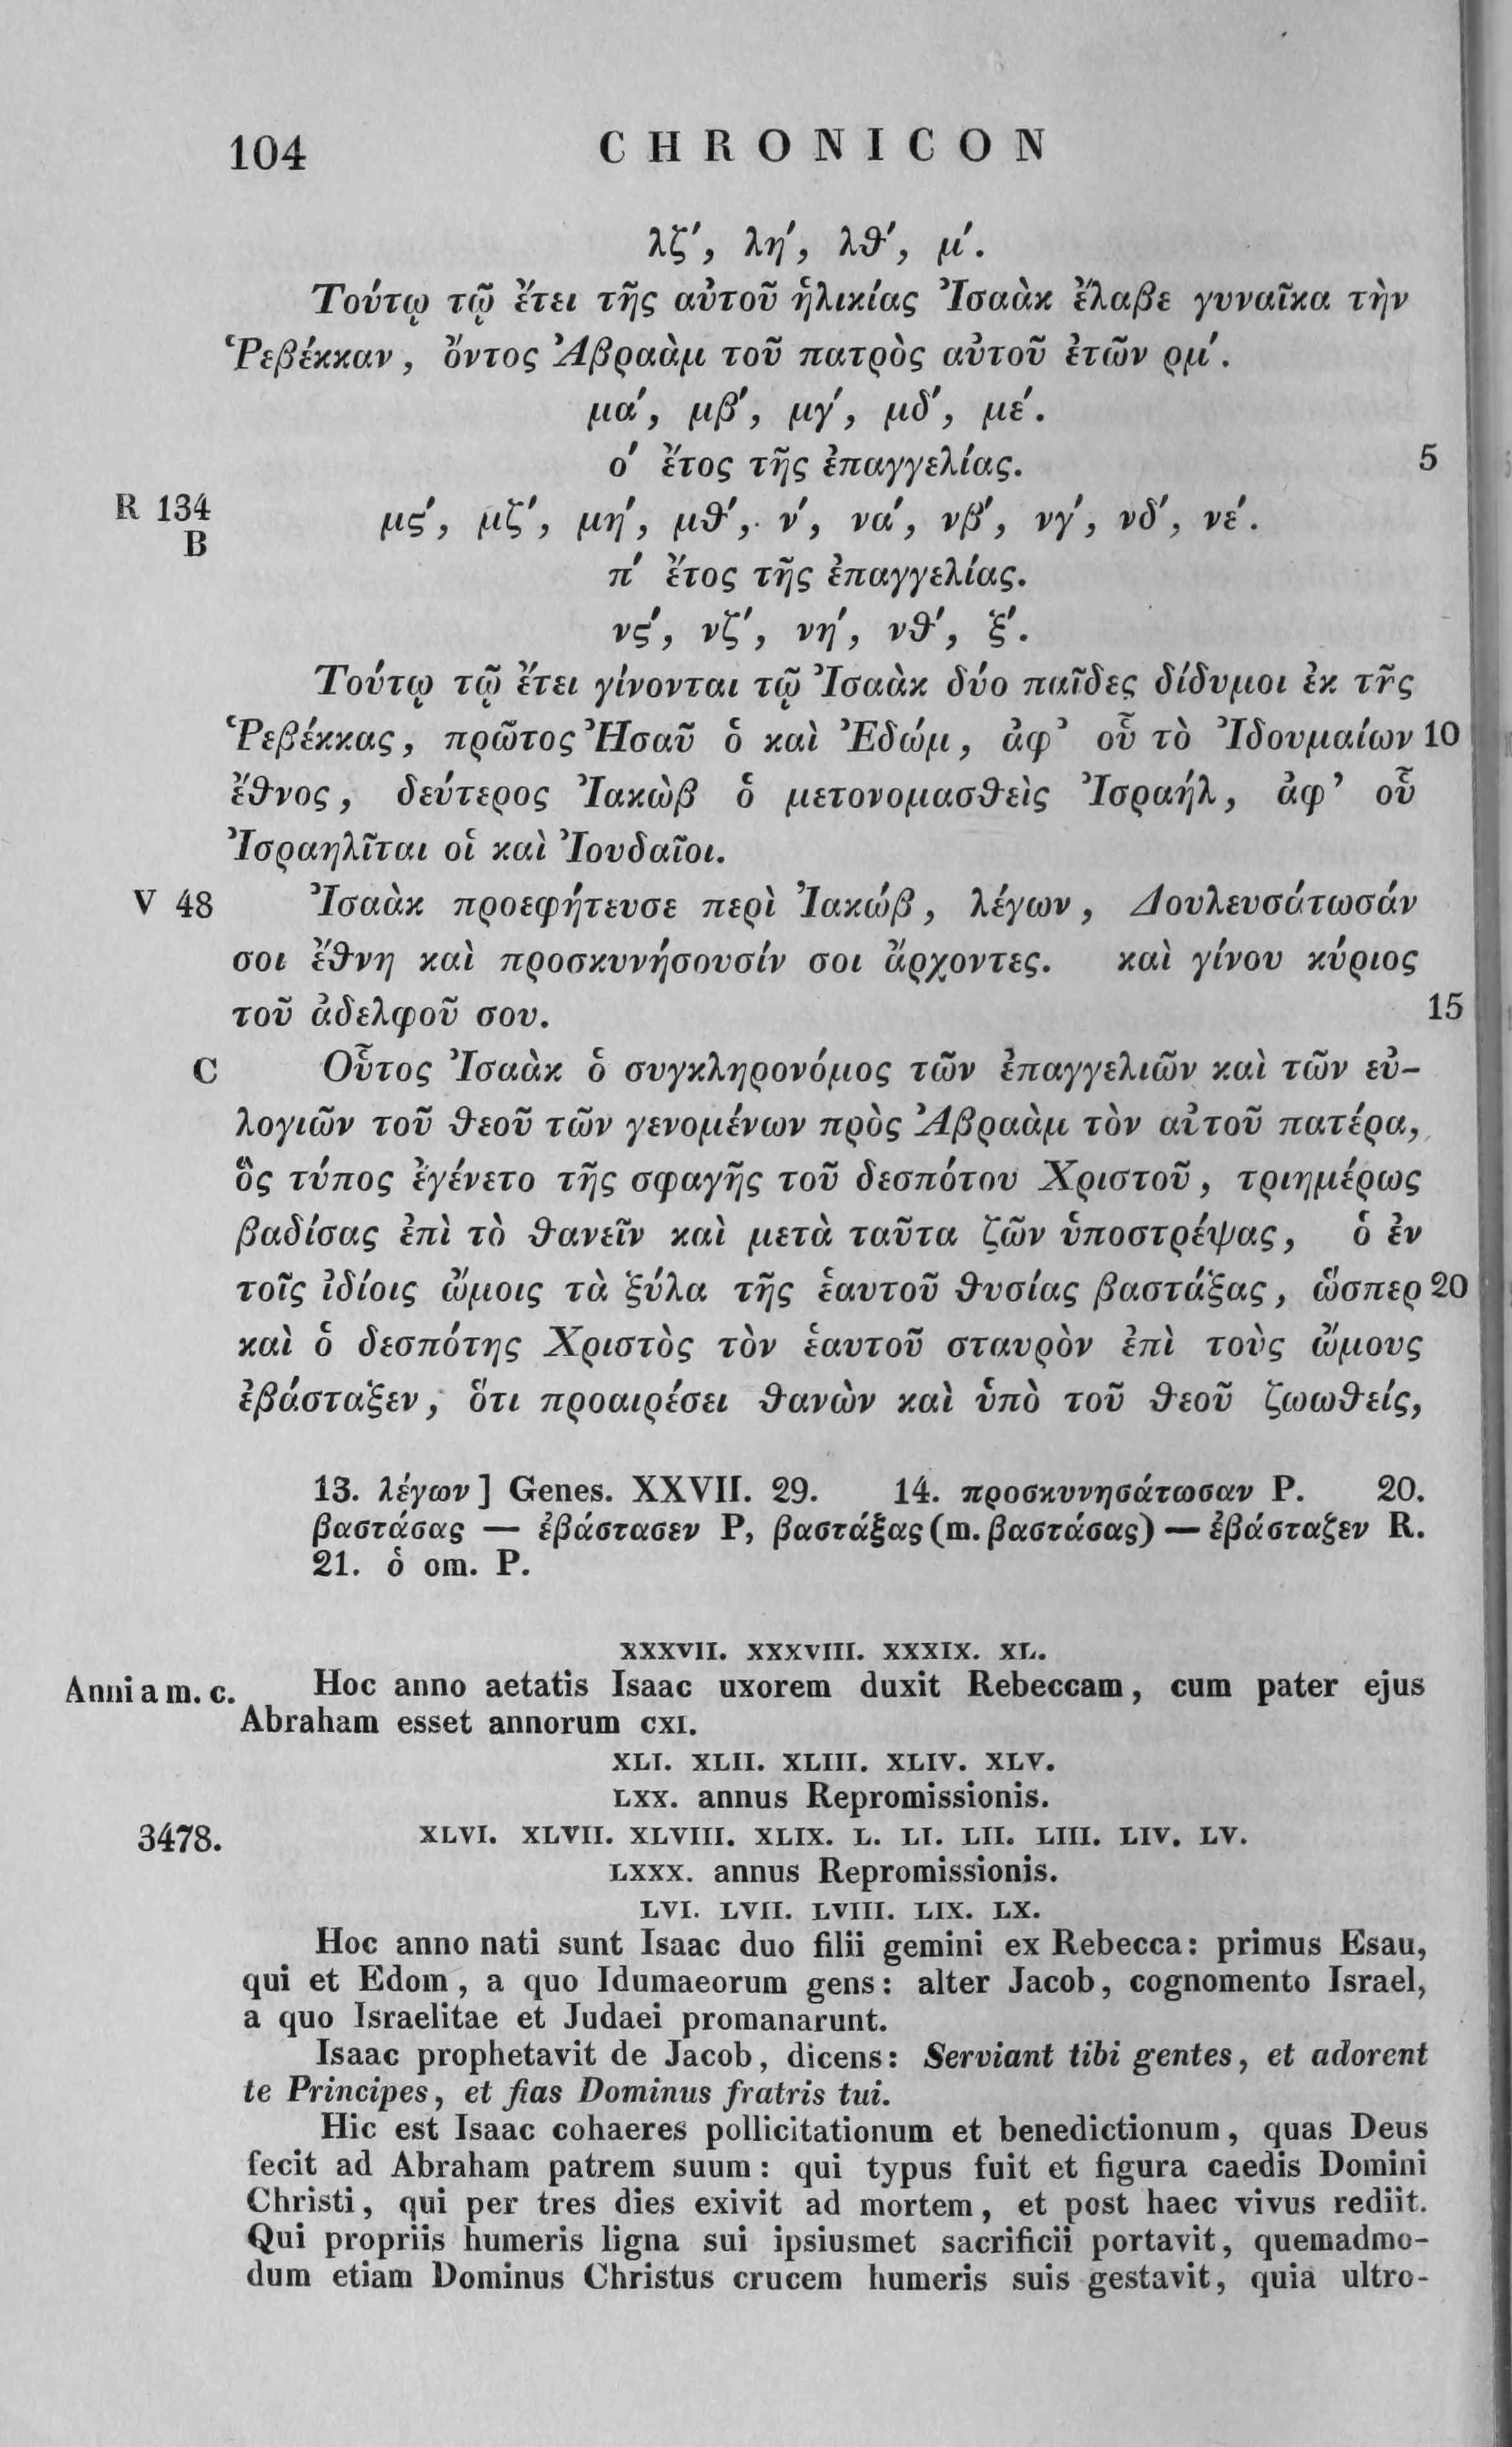 104 CHRONICON
λζ′, λη′, λθ′, μ′.
Τούτῳ τῷ ἔτει τῆς αὐτοῦ ἡλικίας Ἰσαὰκ ἔλαβε γυναῖκα τὴν
Ῥεβέκκαν, ὄντος Ἀβραὰμ τοῦ πατρὸς αὐτοῦ ἐτῶν ρμ′.
μα′, μβ′, μγ′, μδ′, με′.
ο′ ἔτος τῆς ἐπαγγελίας. 5
R 134 μς′, μζ′, μη′, μθ′, ν′, να′, νβ′, νγ′, νδ′, νε′.
B
π′ ἔτος τῆς ἐπαγγελίας.
νς′, νζ′, νη′, νθ′, ξ′.
Τούτῳ τῷ ἔτει γίνονται τῷ Ἰσαὰκ δύο παῖδες δίδυμοι ἐκ τῆς
Ῥεβέκκας, πρῶτος Ἠσαῦ ὁ καὶ Ἐδώμ, ἀφ’ οὗ τὸ Ἰδουμαίων 10
ἔθνος, δεύτερος Ἰακὼβ ὁ μετονομασθεὶς Ἰσραήλ, ἀφ’ οὗ
Ἰσραηλῖται οἱ καὶ Ἰουδαῖοι.
V 48 Ἰσαὰκ προεφήτευσε περὶ Ἰακώβ, λέγων, Δουλευσάτωσάν
σοι ἔθνη καὶ προσκυνήσουσίν σοι ἄρχοντες. καὶ γίνου κύριος
τοῦ ἀδελφοῦ σου. 15
C Οὗτος Ἰσαὰκ ὁ συγκληρονόμος τῶν ἐπαγγελιῶν καὶ τῶν εὐ-
λογιῶν τοῦ θεοῦ τῶν γενομένων πρὸς Ἀβραὰμ τὸν αὑτοῦ πατέρα,
ὃς τύπος ἐγένετο τῆς σφαγῆς τοῦ δεσπότου Χριστοῦ, τριημέρως
βαδίσας ἐπὶ τὸ θανεῖν καὶ μετὰ ταῦτα ζῶν ὑποστρέψας, ὁ ἐν
τοῖς ἰδίοις ὤμοις τὰ ξύλα τῆς ἑαυτοῦ θυσίας βαστάξας, ὥσπερ 20
καὶ ὁ δεσπότης Χριστὸς τὸν ἑαυτοῦ σταυρὸν ἐπὶ τοὺς ὤμους
ἐβάσταξεν, ὅτι προαιρέσει θανὼν καὶ ὑπὸ τοῦ θεοῦ ζωωθείς,
13. λέγων] Genes. XXVII. 29. 14. προσκυνησάτωσαν P. 20.
βαστάσας — ἐβάστασεν P, βαστάξας (m. βαστάσας) — ἐβάσταζεν R.
21. ὁ om. P.
XXXVII. XXXVIII. XXXIX. XL.
Anni a m. c. Hoc anno aetatis Isaac uxorem duxit Rebeccam, cum pater ejus
Abraham esset annorum CXI.
XLI. XLII. XLIII. XLIV. XLV.
LXX. annus Repromissionis.
3478. XLVI. XLVII. XLVIII. XLIX. L. LI. LII. LIII. LIV. LV.
LXXX. annus Repromissionis.
LVI. LVII. LVIII. LIX. LX.
Hoc anno nati sunt Isaac duo filii gemini ex Rebecca: primus Esau,
qui et Edom, a quo Idumaeorum gens: alter Jacob, cognomento Israel,
a quo Israelitae et Judaei promanarunt.
Isaac prophetavit de Jacob, dicens: Serviant tibi gentes, et adorent
te Principes, et fias Dominus fratris tui.
Hic est Isaac cohaeres pollicitationum et benedictionum, quas Deus
fecit ad Abraham patrem suum: qui typus fuit et figura caedis Domini
Christi, qui per tres dies exivit ad mortem, et post haec vivus rediit.
Qui propriis humeris ligna sui ipsiusmet sacrificii portavit, quemadmo-
dum etiam Dominus Christus crucem humeris suis gestavit, quia ultro-